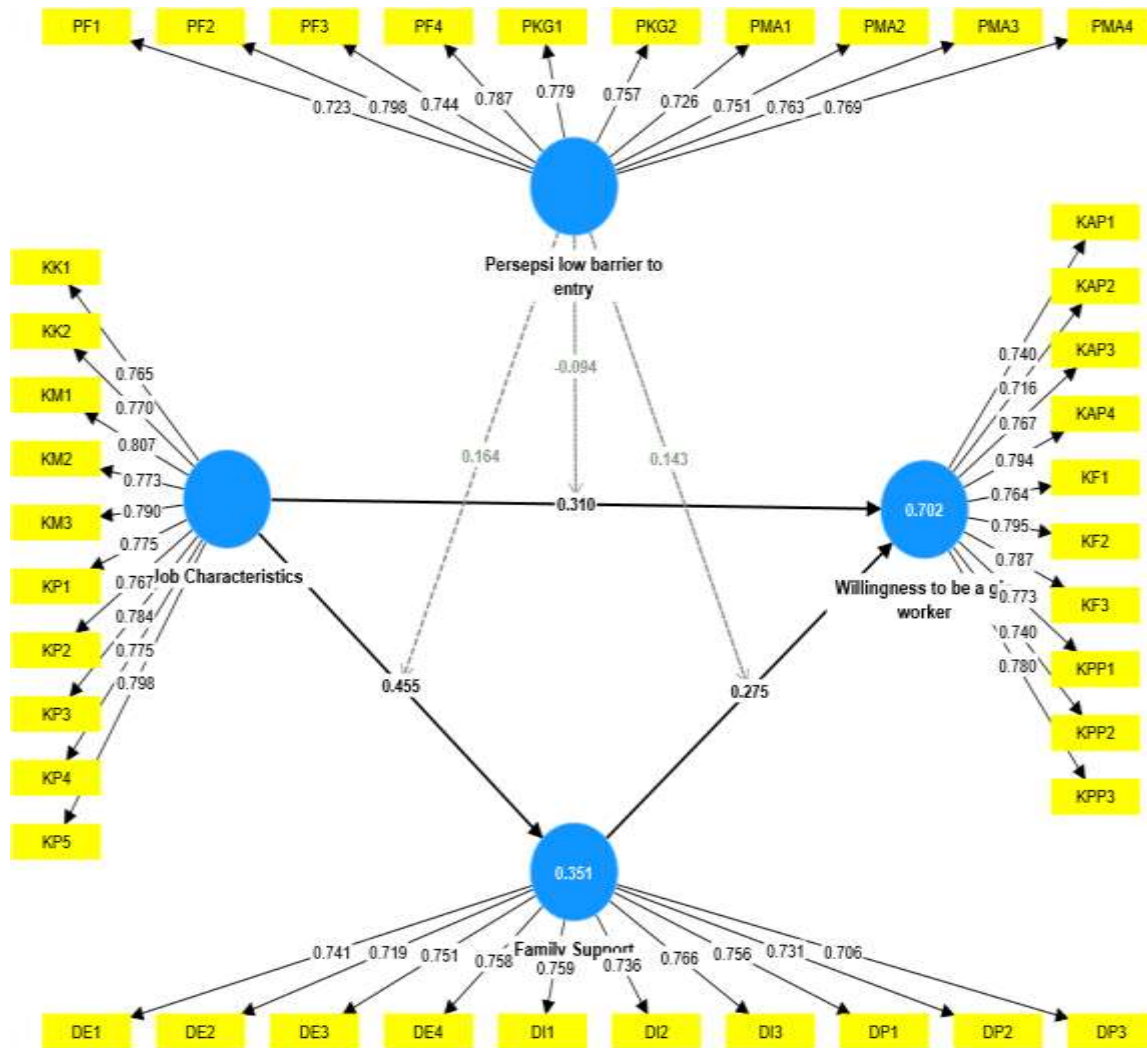 PF1 PF2 PF3 PF4 PKG1 PKG2 PMA1 PMA2 PMA3 PMA4
0.723 0.798 0.744 0.787 0.779 0.757 0.726 0.751 0.763 0.769
Persepsi low barrier to
entry
KK1
KK2
KM1
KM2
KM3
KP1
KP2
KP3
KP4
KP5
0.765
0.770
0.807
0.773
0.790
0.775
0.767
0.784
0.775
0.798
Job Characteristics
0.164
-0.094
0.143
0.310
0.455
0.275
0.702
Willingness to be a
worker
0.740
0.716
0.767
0.794
0.764
0.795
0.787
0.773
0.740
0.780
KAP1
KAP2
KAP3
KAP4
KF1
KF2
KF3
KPP1
KPP2
KPP3
0.351
Family Support
0.741 0.719 0.751 0.758 0.759 0.736 0.766 0.756 0.731 0.706
DE1 DE2 DE3 DE4 DI1 DI2 DI3 DP1 DP2 DP3